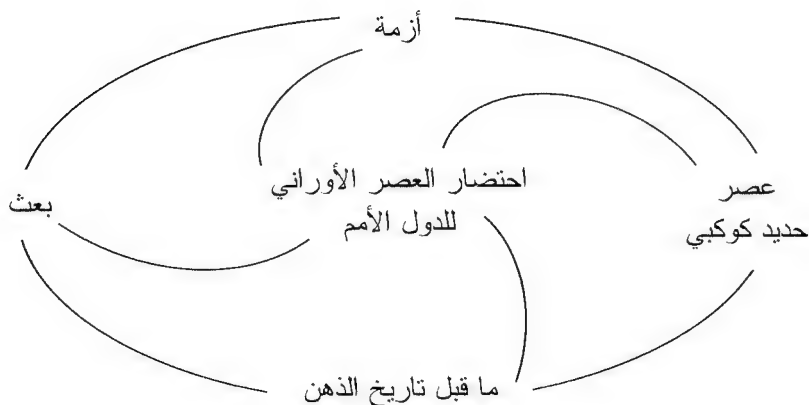 أزمة
احتضار العصر الأوراني
للدول الأمم
عصر
حديد كوكبي
بعث
ما قبل تاريخ الذهن